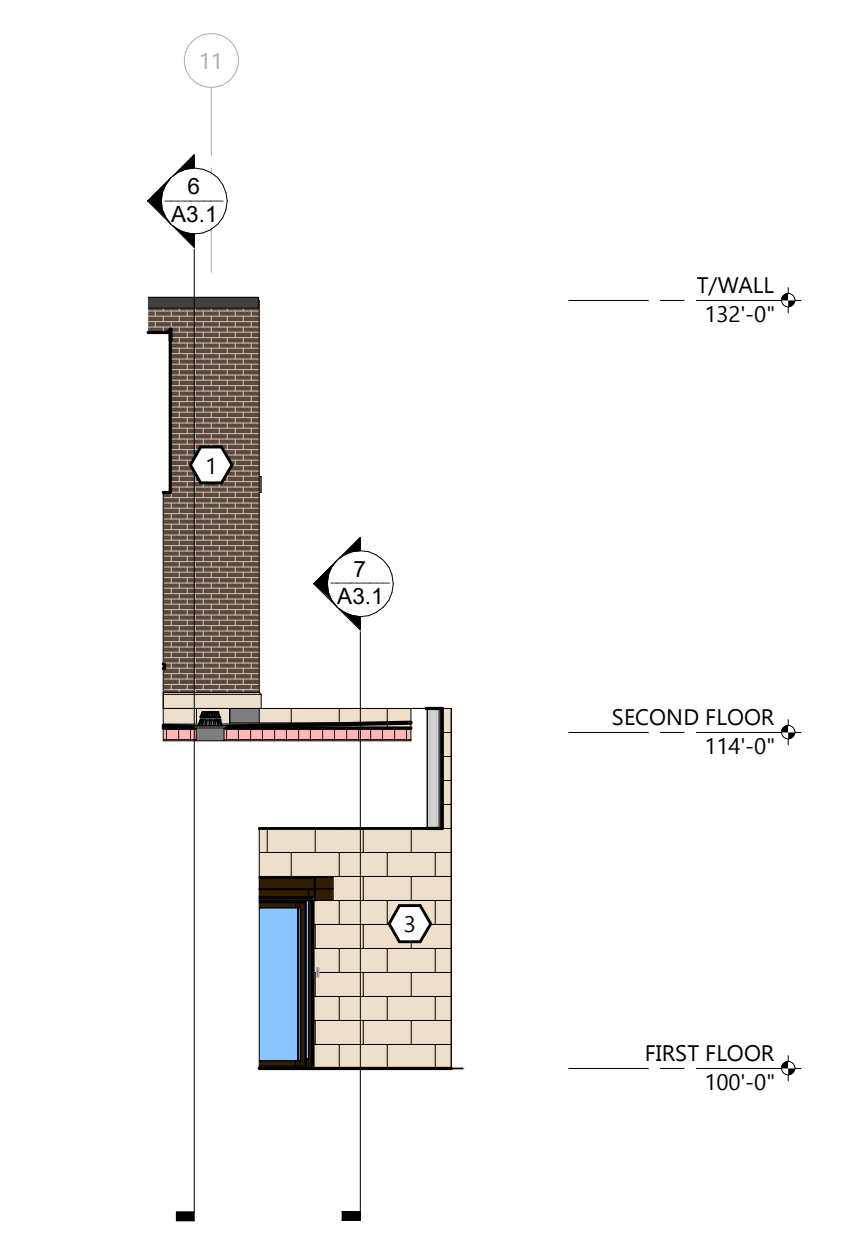 11
6
A3.1
T/WALL
132'-0"
1
7
A3.1
SECOND FLOOR
114'-0"
3
FIRST FLOOR
100'-0"